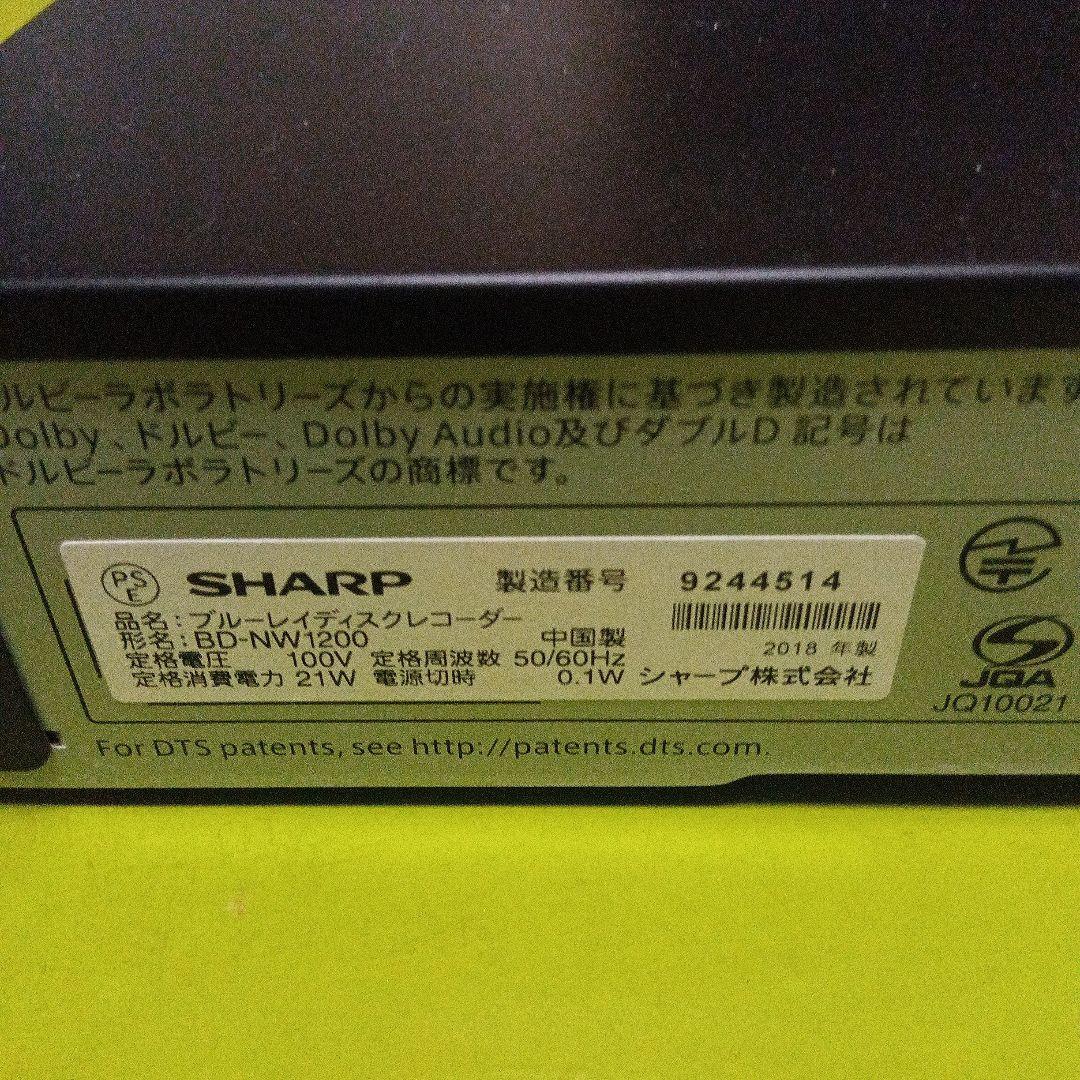 ルビーラボラトリーズからの実施権に基づき製造されています
Dolby、ドルビー、Dolby Audio及びダブルD 記号は
ドルビーラボラトリーズの商標です。
PS
E
SHARP
製造番号 9244514
品名:ブルーレイディスクレコーダー
形名:BD-NW1200 中国製
2018 年製
定格電圧 100V 定格周波数 50/60Hz
定格消費電力 21W 電源切時 0.1W シャープ株式会社
JQA
JQ10021
For DTS patents, see http://patents.dts.com.